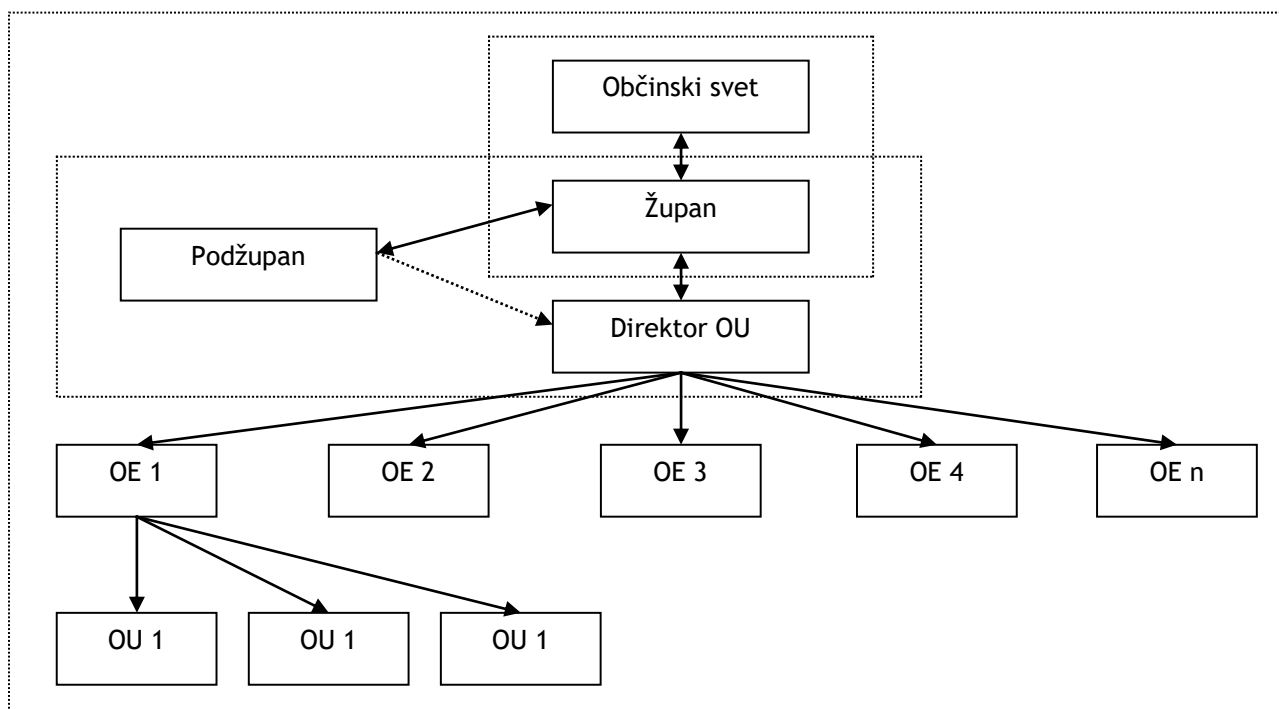 Občinski svet
Župan
Podžupan
Direktor OU
OE 1
OE 2
OE 3
OE 4
OE n
OU 1
OU 1
OU 1